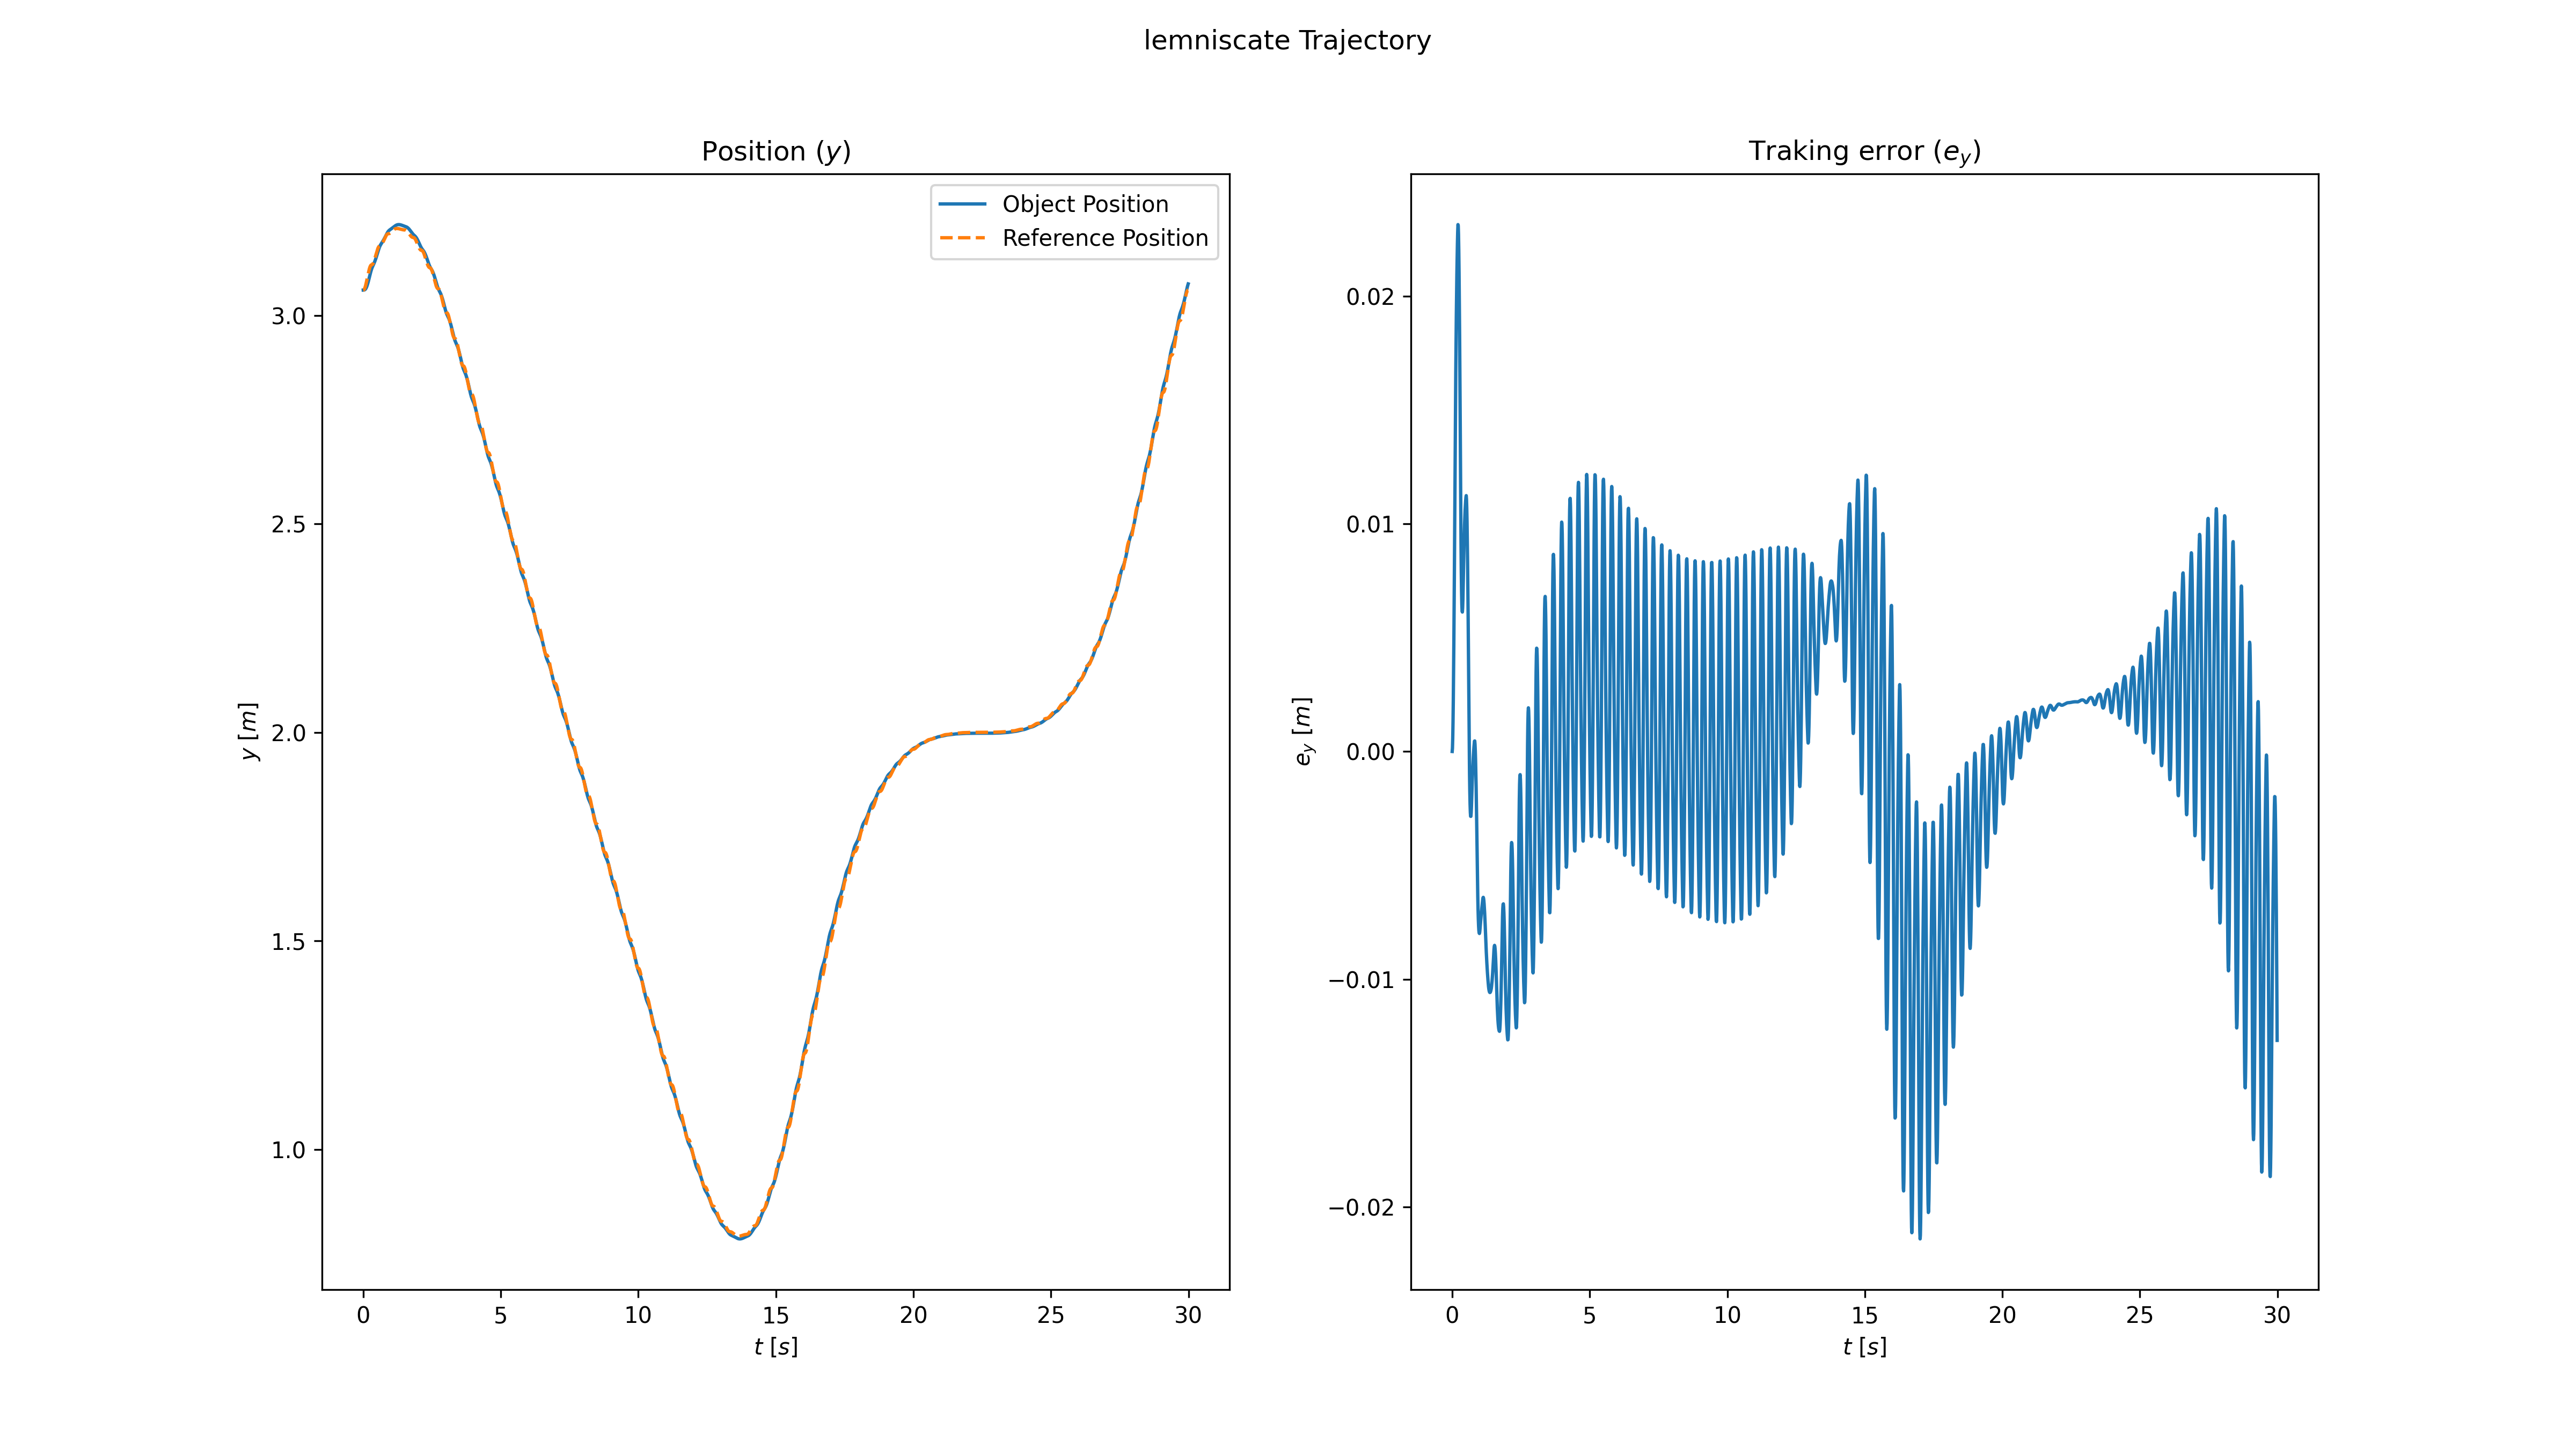 lemniscate Trajectory
Position (y)
Object Position
Reference Position
3.0
2.5
2.0
1.5
1.0
y [m]
0 5 10 15 20 25 30
t [s]
Traking error (e_y)
0.02
0.01
0.00
−0.01
−0.02
e_y [m]
0 5 10 15 20 25 30
t [s]